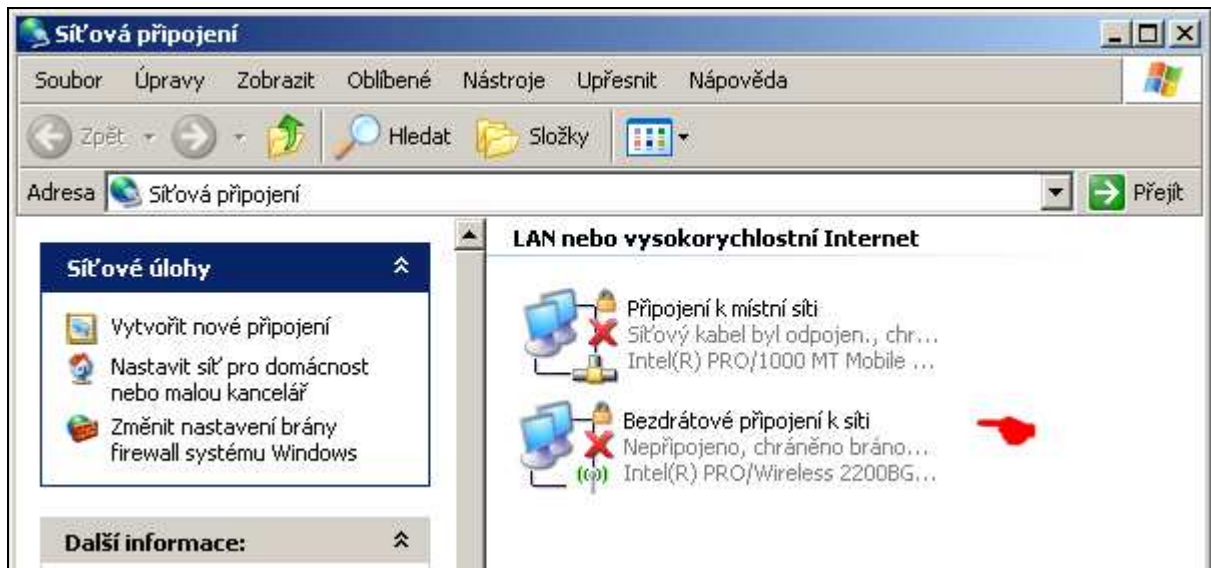 Síťová připojení
Soubor Úpravy Zobrazit Oblíbené Nástroje Upřesnit Nápověda
Zpět Hledat Složky
Adresa Síťová připojení Přejít
Síťové úlohy
Vytvořit nové připojení
Nastavit síť pro domácnost
nebo malou kancelář
Změnit nastavení brány
firewall systému Windows
Další informace:
LAN nebo vysokorychlostní Internet
Připojení k místní síti
Síťový kabel byl odpojen., chr...
Intel(R) PRO/1000 MT Mobile ...
Bezdrátové připojení k síti
Nepřipojeno, chráněno bráno...
Intel(R) PRO/Wireless 2200BG...